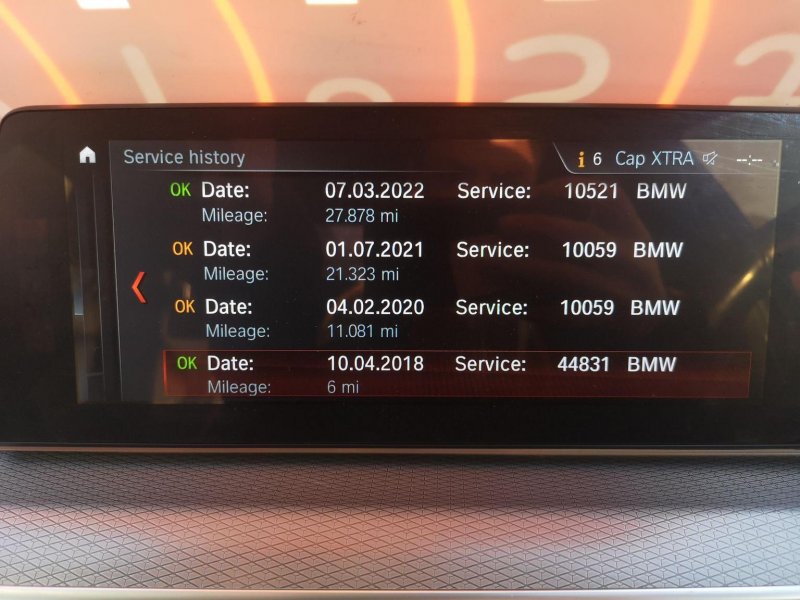 Service history
6 Cap XTRA --:--
OK Date: 07.03.2022 Service: 10521 BMW
Mileage: 27.878 mi
OK Date: 01.07.2021 Service: 10059 BMW
Mileage: 21.323 mi
OK Date: 04.02.2020 Service: 10059 BMW
Mileage: 11.081 mi
OK Date: 10.04.2018 Service: 44831 BMW
Mileage: 6 mi